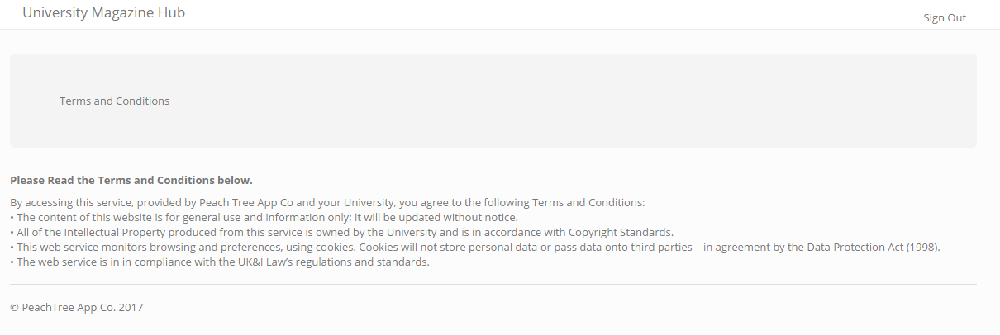 University Magazine Hub
Sign Out
Terms and Conditions
Please Read the Terms and Conditions below.
By accessing this service, provided by Peach Tree App Co and your University, you agree to the following Terms and Conditions:
• The content of this website is for general use and information only; it will be updated without notice.
• All of the Intellectual Property produced from this service is owned by the University and is in accordance with Copyright Standards.
• This web service monitors browsing and preferences, using cookies. Cookies will not store personal data or pass data onto third parties – in agreement by the Data Protection Act (1998).
• The web service is in in compliance with the UK&I Law’s regulations and standards.
© PeachTree App Co. 2017